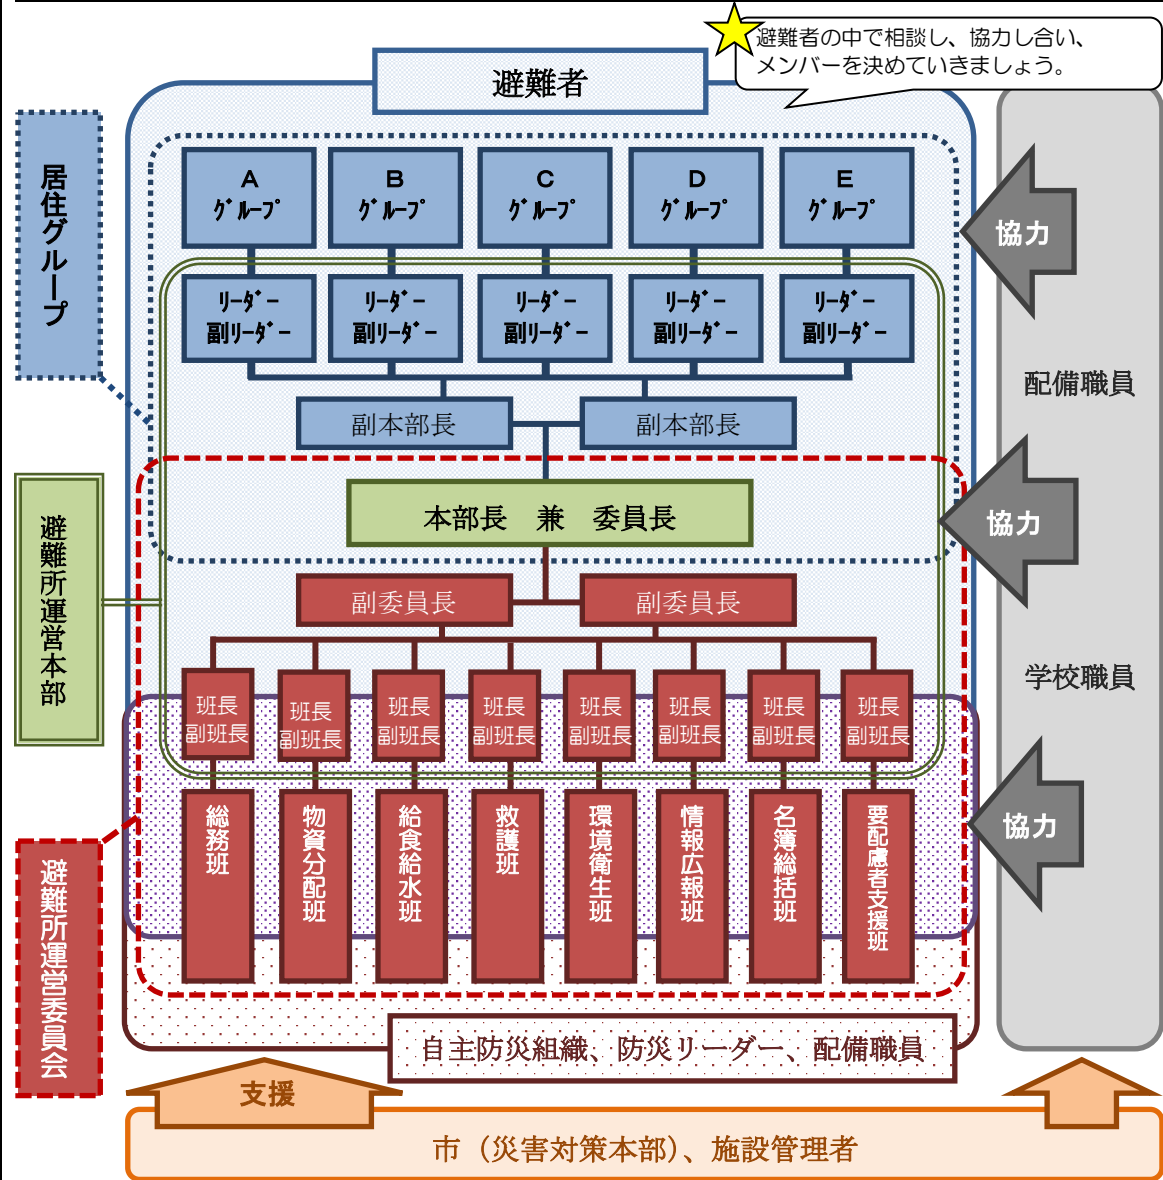 避難者の中で相談し、協力し合い、
メンバーを決めていきましょう。
避難者
居住グループ
A
グループ
B
グループ
C
グループ
D
グループ
E
グループ
協力
リーダー
副リーダー
リーダー
副リーダー
リーダー
副リーダー
リーダー
副リーダー
リーダー
副リーダー
配備職員
副本部長
副本部長
避難所運営本部
本部長　兼　委員長
協力
副委員長
副委員長
学校職員
班長
副班長
班長
副班長
班長
副班長
班長
副班長
班長
副班長
班長
副班長
班長
副班長
班長
副班長
協力
総務班
物資分配班
給食給水班
救護班
環境衛生班
情報広報班
名簿総括班
要配慮者支援班
避難所運営委員会
自主防災組織、防災リーダー、配備職員
支援
市（災害対策本部）、施設管理者